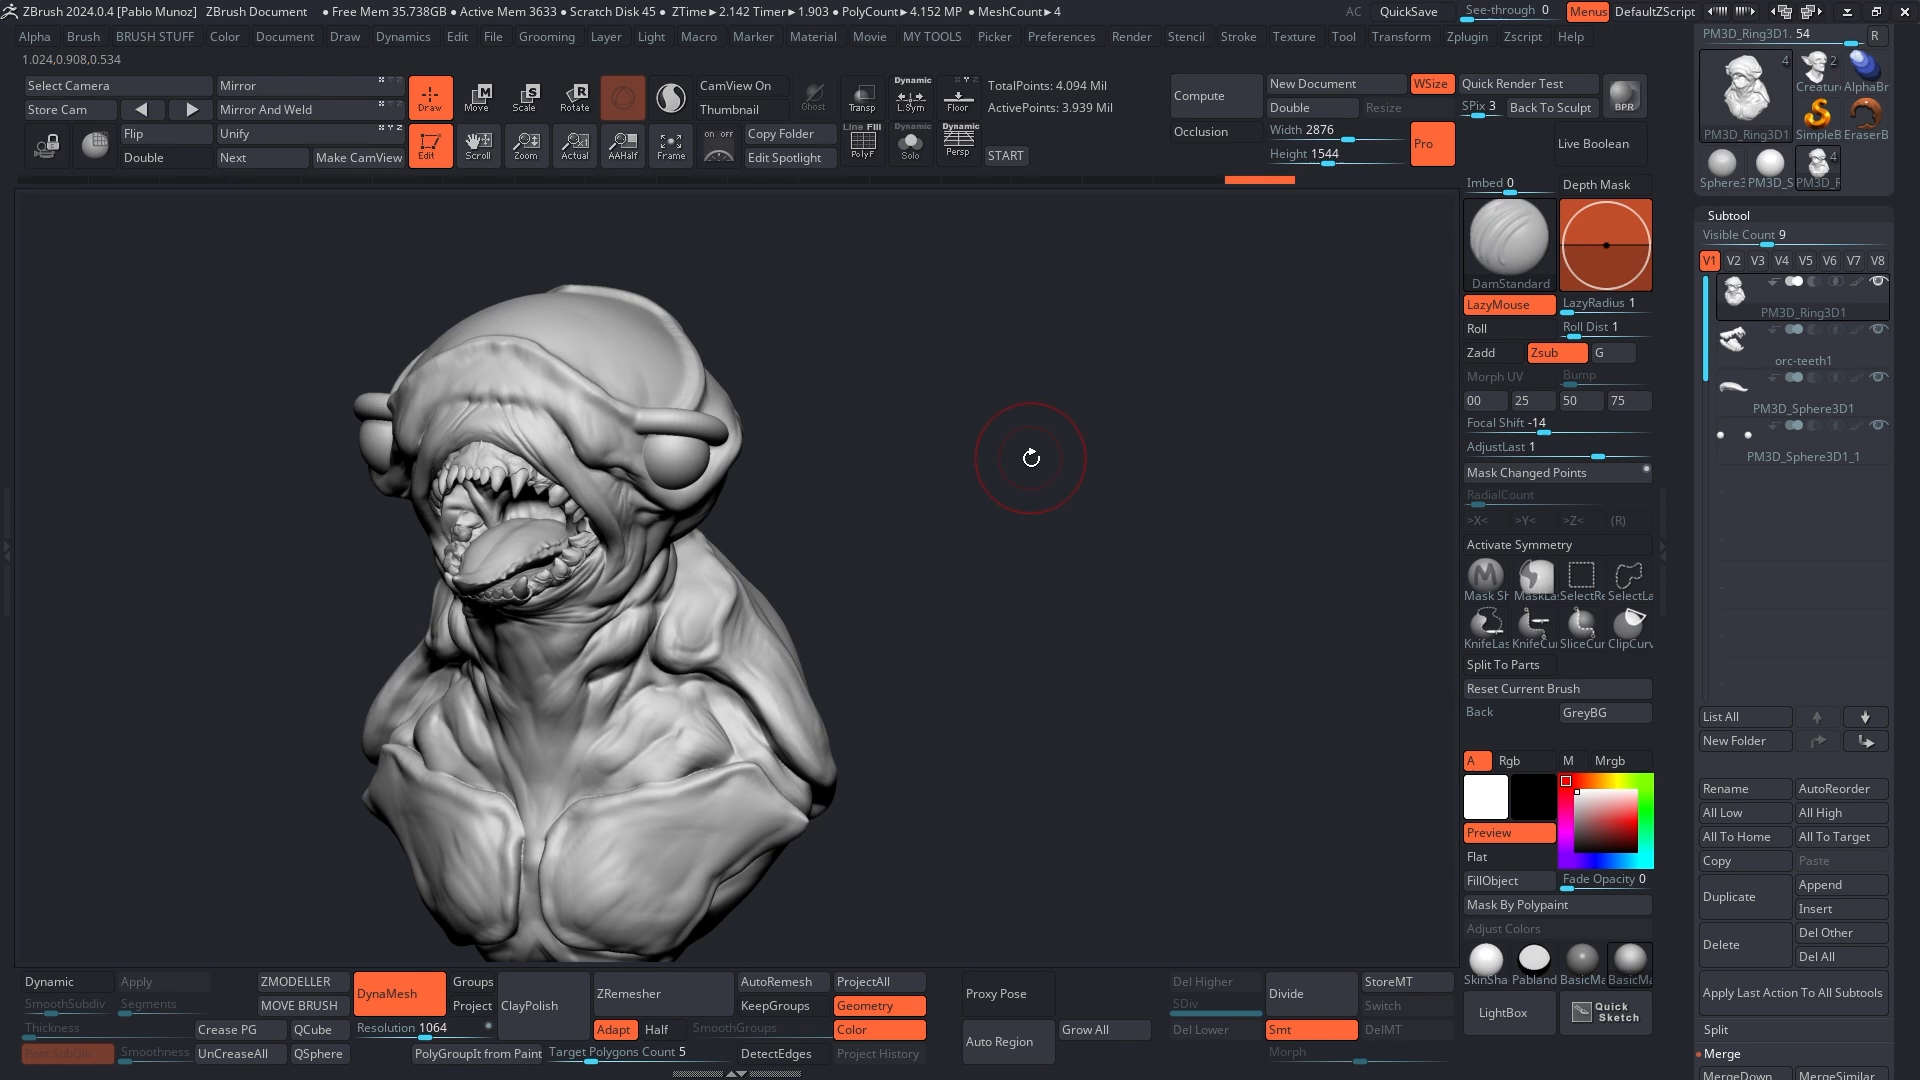 ZBrush 2024.0.4 [Pablo Munoz] ZBrush Document ● Free Mem 35.738GB ● Active Mem 3633 ● Scratch Disk 45 ● ZTime►2.142 Timer►1.903 ● PolyCount►4.152 MP ● MeshCount►4 AC QuickSave See-through 0 Menus DefaultZScript
Alpha Brush BRUSH STUFF Color Document Draw Dynamics Edit File Grooming Layer Light Macro Marker Material Movie MY TOOLS Picker Preferences Render Stencil Stroke Texture Tool Transform Zplugin Zscript Help
1.024,0.908,0.534
Select Camera Mirror
Store Cam Mirror And Weld
Flip Unify
Double Next Make CamView
Draw Move Scale Rotate
Edit Scroll Zoom Actual AAHalf Frame
CamView On
Thumbnail
on off Copy Folder
Edit Spotlight
Ghost Transp Dynamic L.Sym Floor
Line Fill PolyF Dynamic Solo Dynamic Persp
TotalPoints: 4.094 Mil
ActivePoints: 3.939 Mil
START
Compute
Occlusion
New Document WSize
Double Resize
Width 2876
Height 1544
Pro
Quick Render Test
SPix 3 Back To Sculpt
BPR
Live Boolean
Imbed 0 Depth Mask
DamStandard
LazyMouse LazyRadius 1
Roll Roll Dist 1
Zadd Zsub G
Morph UV Bump
00 25 50 75
Focal Shift -14
AdjustLast 1
Mask Changed Points
RadialCount
>X< >Y< >Z< (R)
Activate Symmetry
M
Mask Sh MaskLas SelectRe SelectLa
KnifeLas KnifeCu SliceCur ClipCurv
Split To Parts
Reset Current Brush
Back GreyBG
A Rgb M Mrgb
Preview
Flat
FillObject Fade Opacity 0
Mask By Polypaint
Adjust Colors
SkinSha Pabland BasicMa BasicMa
LightBox Quick Sketch
PM3D_Ring3D1. 54 R
4 2
PM3D_Ring3D1 Creature AlphaBr
SimpleB EraserB
4
Sphere3 PM3D_S PM3D_R
Subtool
Visible Count 9
V1 V2 V3 V4 V5 V6 V7 V8
PM3D_Ring3D1
orc-teeth1
PM3D_Sphere3D1
PM3D_Sphere3D1_1
List All
New Folder
Rename AutoReorder
All Low All High
All To Home All To Target
Copy Paste
Duplicate Append
Insert
Delete Del Other
Del All
Apply Last Action To All Subtools
Split
Merge
MergeDown MergeSimilar
Dynamic Apply
SmoothSubdiv Segments
Thickness
Post SubDiv Smoothness
ZMODELLER
MOVE BRUSH
Crease PG QCube
UnCreaseAll QSphere
DynaMesh
Groups
Project
Resolution 1064
PolyGroupIt from Paint
ClayPolish
ZRemesher
Adapt Half SmoothGroups
Target Polygons Count 5
AutoRemesh ProjectAll
KeepGroups Geometry
Color
DetectEdges Project History
Proxy Pose
Auto Region Grow All
Del Higher
SDiv
Del Lower
Divide
Smt
Morph
StoreMT
Switch
DelMT